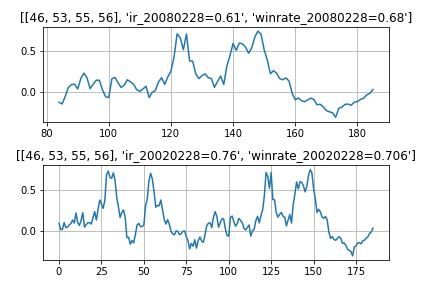 [[46, 53, 55, 56], 'ir_20080228=0.61', 'winrate_20080228=0.68']
0.5
0.0
80 100 120 140 160 180
[[46, 53, 55, 56], 'ir_20020228=0.76', 'winrate_20020228=0.706']
0.5
0.0
0 25 50 75 100 125 150 175